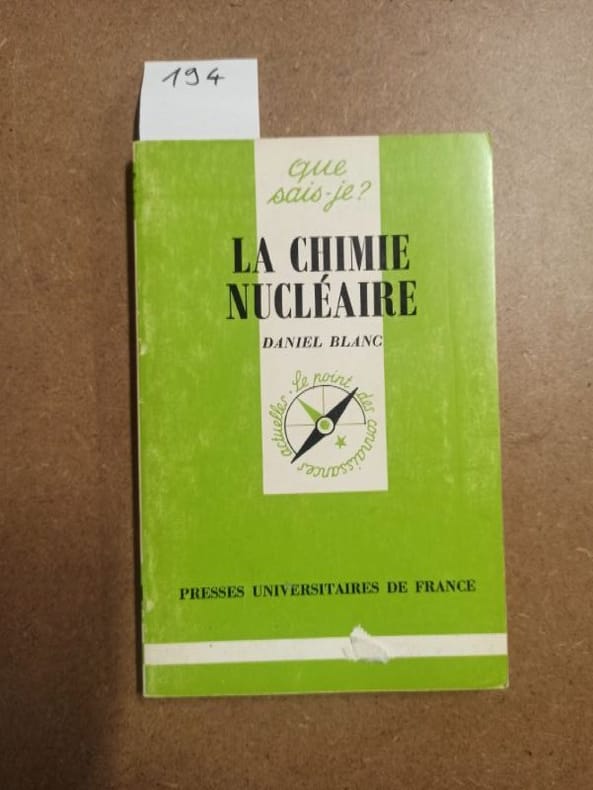 194
que
sais-je?
LA CHIMIE
NUCLÉAIRE
DANIEL BLANC
Le point des connaissances actuelles.
PRESSES UNIVERSITAIRES DE FRANCE